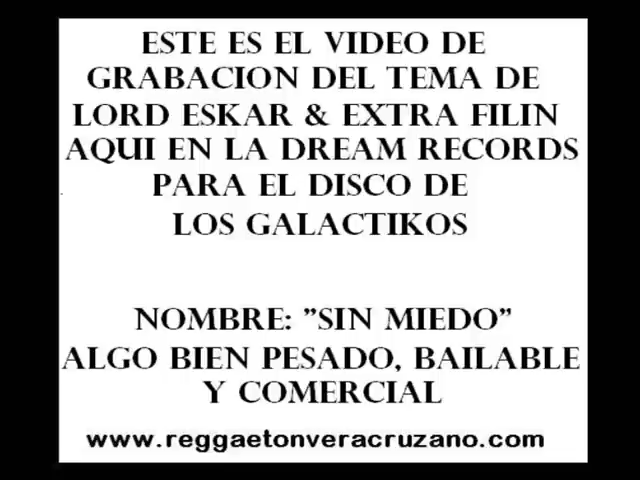 ESTE ES EL VIDEO DE
GRABACION DEL TEMA DE
LORD ESKAR & EXTRA FILIN
AQUI EN LA DREAM RECORDS
PARA EL DISCO DE
LOS GALACTIKOS
NOMBRE: "SIN MIEDO"
ALGO BIEN PESADO, BAILABLE
Y COMERCIAL
www.reggaetonveracruzano.com